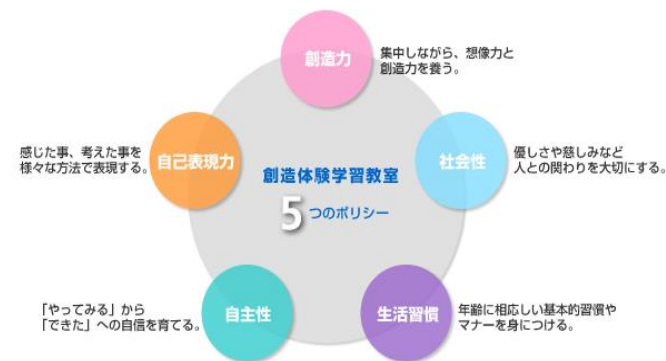 創造力
集中しながら、想像力と
創造力を養う。
感じた事、考えた事を
様々な方法で表現する。
自己表現力
社会性
優しさや慈しみなど
人との関わりを大切にする。
創造体験学習教室
5つのポリシー
「やってみる」から
「できた」への自信を育てる。
自主性
生活習慣
年齢に相応しい基本的習慣や
マナーを身につける。